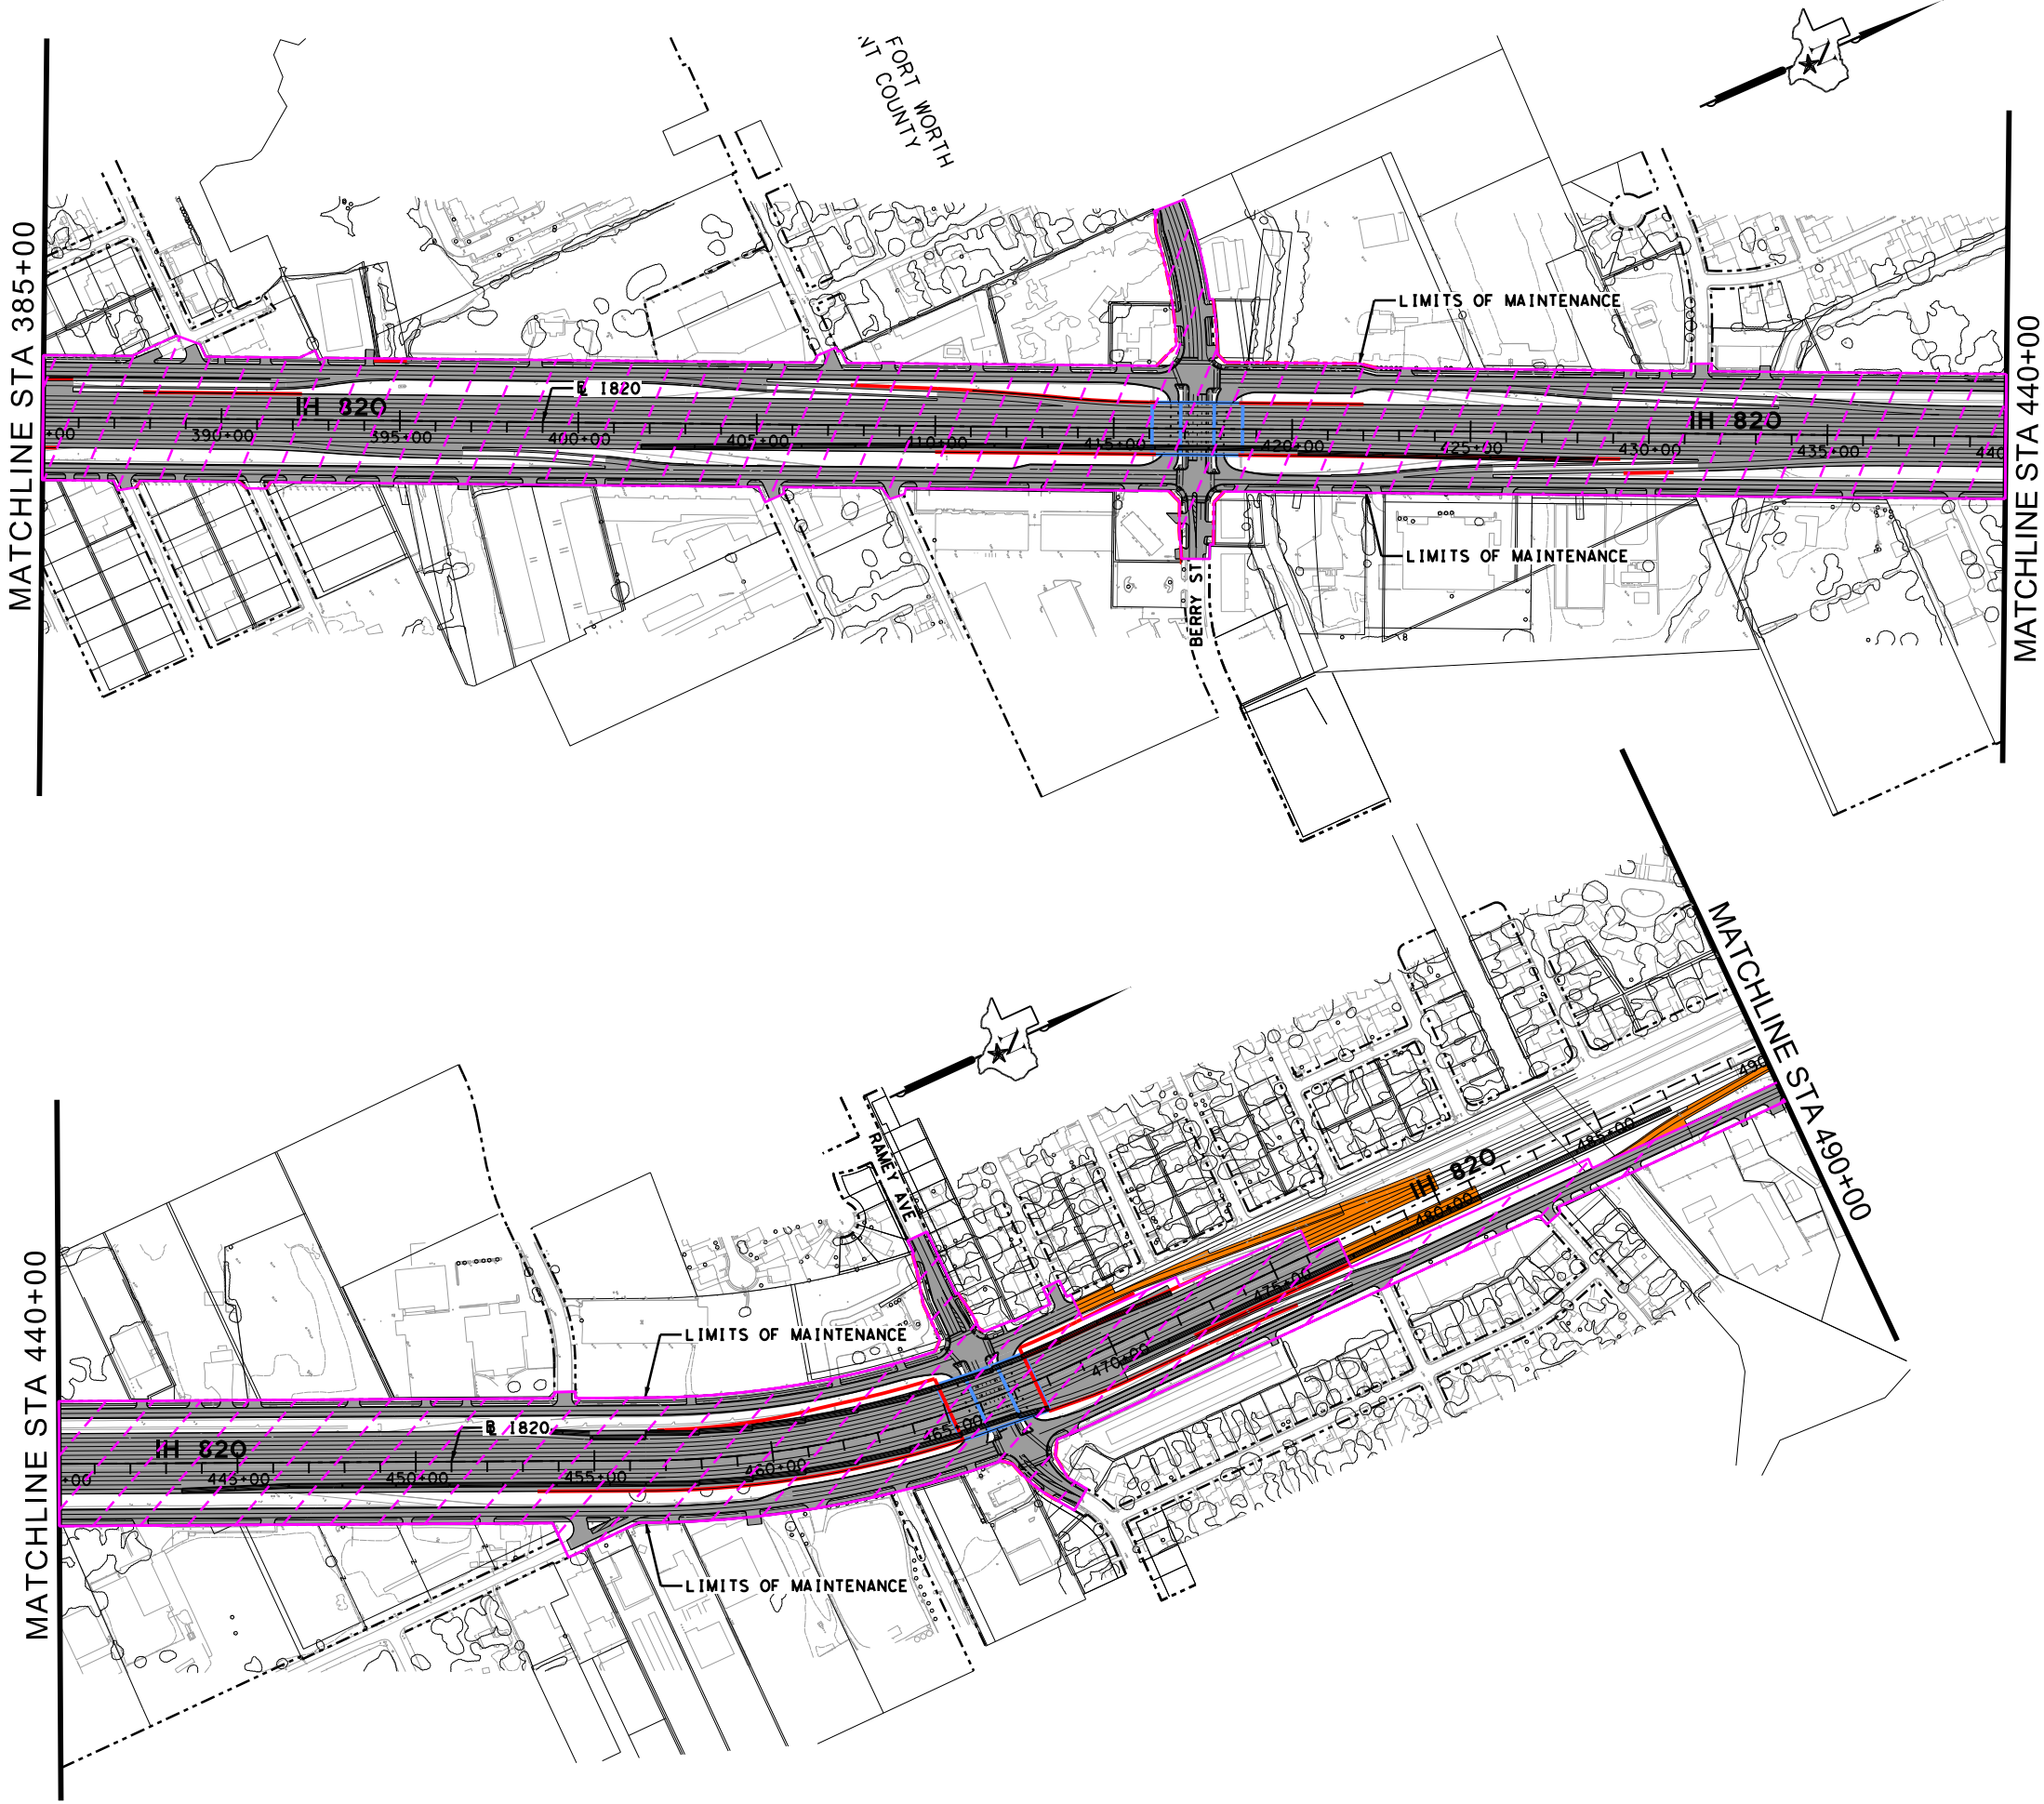 FORT WORTH
NT COUNTY
MATCHLINE STA 385+00
LIMITS OF MAINTENANCE
℄ I820
IH 820
IH 820
+00
390+00
395+00
400+00
405+00
410+00
415+00
420+00
425+00
430+00
435+00
440
MATCHLINE STA 440+00
LIMITS OF MAINTENANCE
BERRY ST
MATCHLINE STA 490+00
RAMEY AVE
IH 820
490
485+00
480+00
475+00
470+00
465+00
LIMITS OF MAINTENANCE
℄ I820
IH 820
+00
445+00
450+00
455+00
460+00
MATCHLINE STA 440+00
LIMITS OF MAINTENANCE